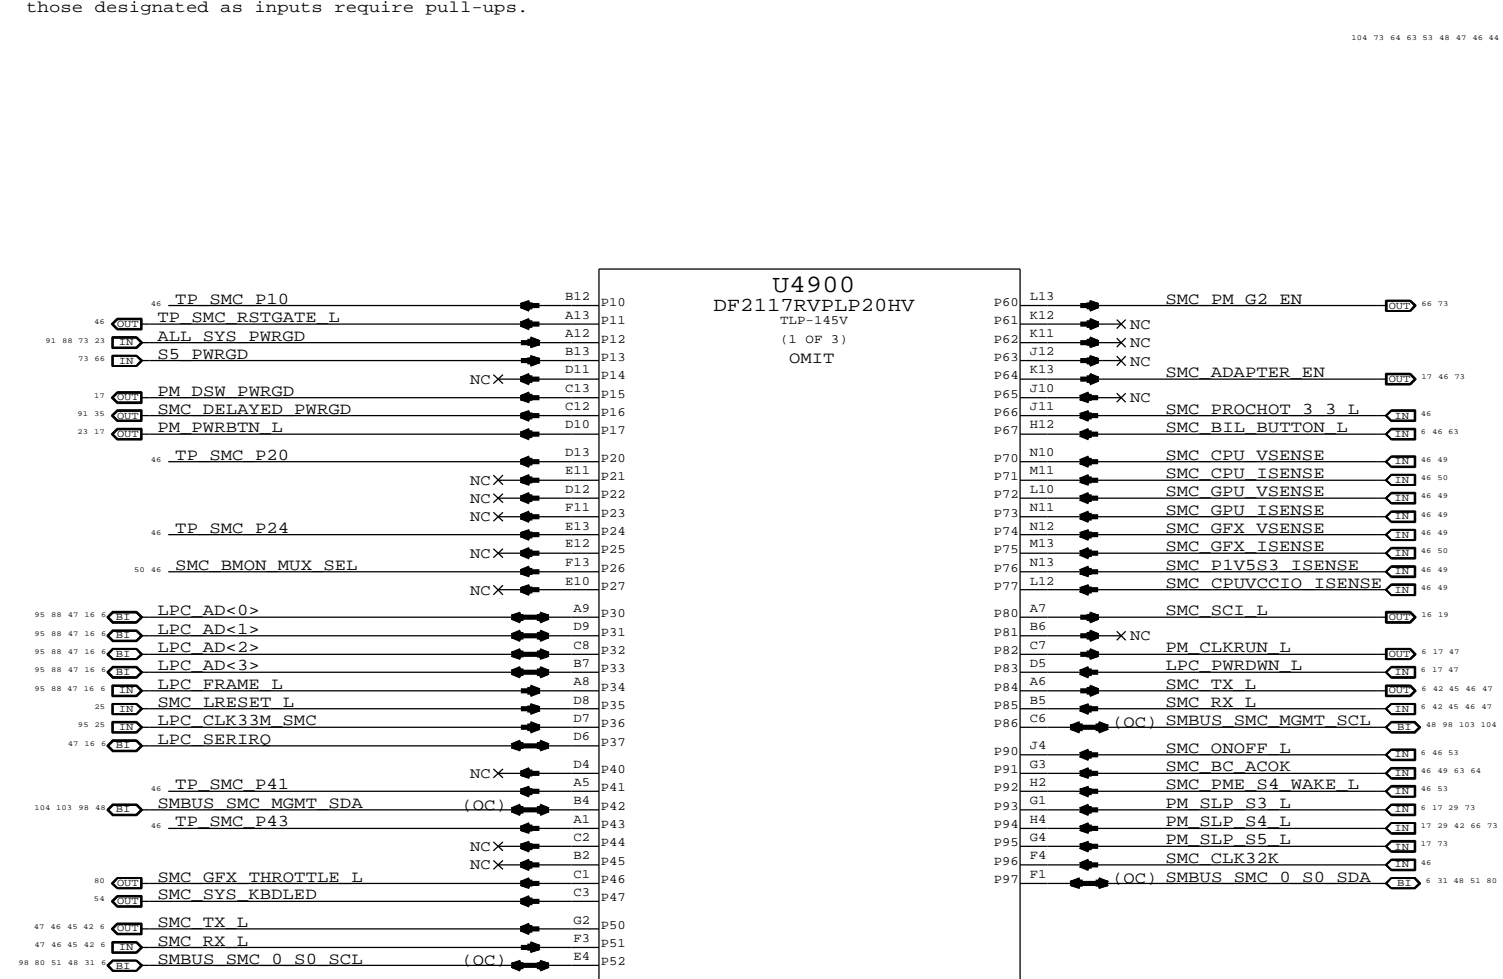 those designated as inputs require pull-ups.
104 73 64 63 53 48 47 46 44
U4900
DF2117RVPLP20HV
TLP-145V
(1 OF 3)
OMIT
46 TP_SMC_P10 B12 P10
46 OUT TP_SMC_RSTGATE_L A13 P11
91 88 73 23 IN ALL_SYS_PWRGD A12 P12
73 66 IN S5_PWRGD B13 P13
NC D11 P14
17 OUT PM_DSW_PWRGD C13 P15
91 35 OUT SMC_DELAYED_PWRGD C12 P16
23 17 OUT PM_PWRBTN_L D10 P17
46 TP_SMC_P20 D13 P20
NC E11 P21
NC D12 P22
NC F11 P23
46 TP_SMC_P24 E13 P24
NC E12 P25
50 46 SMC_BMON_MUX_SEL F13 P26
NC E10 P27
95 88 47 16 6 BI LPC_AD<0> A9 P30
95 88 47 16 6 BI LPC_AD<1> D9 P31
95 88 47 16 6 BI LPC_AD<2> C8 P32
95 88 47 16 6 BI LPC_AD<3> B7 P33
95 88 47 16 6 IN LPC_FRAME_L A8 P34
25 IN SMC_LRESET_L D8 P35
95 25 IN LPC_CLK33M_SMC D7 P36
47 16 6 BI LPC_SERIRQ D6 P37
NC D4 P40
46 TP_SMC_P41 A5 P41
104 103 98 48 BI SMBUS_SMC_MGMT_SDA (OC) B4 P42
46 TP_SMC_P43 A1 P43
NC C2 P44
NC B2 P45
80 OUT SMC_GFX_THROTTLE_L C1 P46
54 OUT SMC_SYS_KBDLED C3 P47
47 46 45 42 6 OUT SMC_TX_L G2 P50
47 46 45 42 6 IN SMC_RX_L F3 P51
98 80 51 48 31 6 BI SMBUS_SMC_0_S0_SCL (OC) E4 P52
P60 L13 SMC_PM_G2_EN OUT 66 73
P61 K12 NC
P62 K11 NC
P63 J12 NC
P64 K13 SMC_ADAPTER_EN OUT 17 46 73
P65 J10 NC
P66 J11 SMC_PROCHOT_3_3_L IN 46
P67 H12 SMC_BIL_BUTTON_L IN 6 46 63
P70 N10 SMC_CPU_VSENSE IN 46 49
P71 M11 SMC_CPU_ISENSE IN 46 50
P72 L10 SMC_GPU_VSENSE IN 46 49
P73 N11 SMC_GPU_ISENSE IN 46 49
P74 N12 SMC_GFX_VSENSE IN 46 49
P75 M13 SMC_GFX_ISENSE IN 46 50
P76 N13 SMC_P1V5S3_ISENSE IN 46 49
P77 L12 SMC_CPUVCCIO_ISENSE IN 46 49
P80 A7 SMC_SCI_L OUT 16 19
P81 B6 NC
P82 C7 PM_CLKRUN_L OUT 6 17 47
P83 D5 LPC_PWRDWN_L IN 6 17 47
P84 A6 SMC_TX_L OUT 6 42 45 46 47
P85 B5 SMC_RX_L IN 6 42 45 46 47
P86 C6 (OC) SMBUS_SMC_MGMT_SCL BI 48 98 103 104
P90 J4 SMC_ONOFF_L IN 6 46 53
P91 G3 SMC_BC_ACOK IN 46 49 63 64
P92 H2 SMC_PME_S4_WAKE_L IN 46 53
P93 G1 PM_SLP_S3_L IN 6 17 29 73
P94 H4 PM_SLP_S4_L IN 17 29 42 66 73
P95 G4 PM_SLP_S5_L IN 17 73
P96 F4 SMC_CLK32K IN 46
P97 F1 (OC) SMBUS_SMC_0_S0_SDA BI 6 31 48 51 80